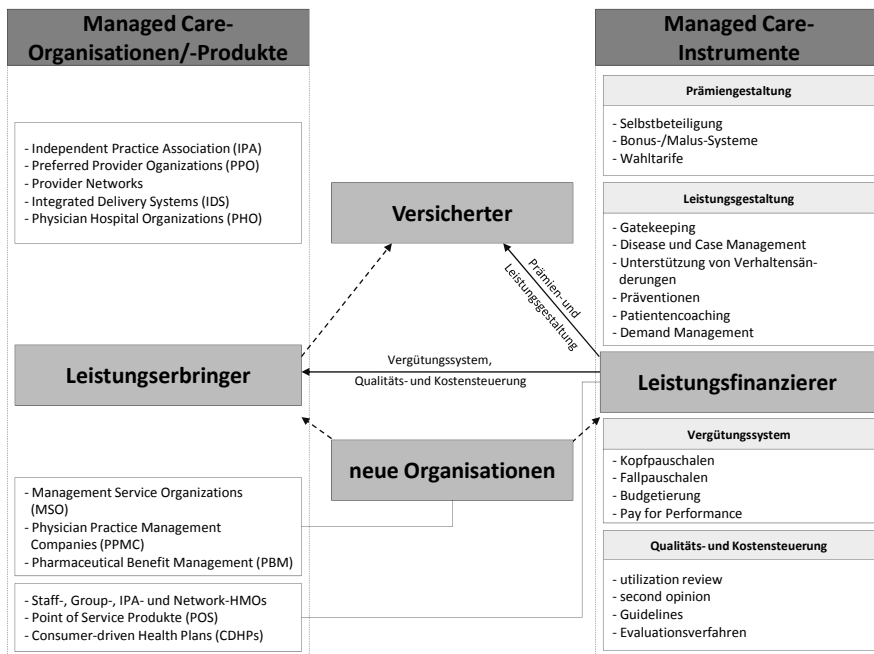 Managed Care-
Organisationen/-Produkte
- Independent Practice Association (IPA)
- Preferred Provider Oganizations (PPO)
- Provider Networks
- Integrated Delivery Systems (IDS)
- Physician Hospital Organizations (PHO)
Leistungserbringer
- Management Service Organizations
(MSO)
- Physician Practice Management
Companies (PPMC)
- Pharmaceutical Benefit Management (PBM)
- Staff-, Group-, IPA- und Network-HMOs
- Point of Service Produkte (POS)
- Consumer-driven Health Plans (CDHPs)
Versicherter
Prämien- und
Leistungsgestaltung
Vergütungssystem,
Qualitäts- und Kostensteuerung
neue Organisationen
Managed Care-
Instrumente
Prämiengestaltung
- Selbstbeteiligung
- Bonus-/Malus-Systeme
- Wahltarife
Leistungsgestaltung
- Gatekeeping
- Disease und Case Management
- Unterstützung von Verhaltensän-
derungen
- Präventionen
- Patientencoaching
- Demand Management
Leistungsfinanzierer
Vergütungssystem
- Kopfpauschalen
- Fallpauschalen
- Budgetierung
- Pay for Performance
Qualitäts- und Kostensteuerung
- utilization review
- second opinion
- Guidelines
- Evaluationsverfahren